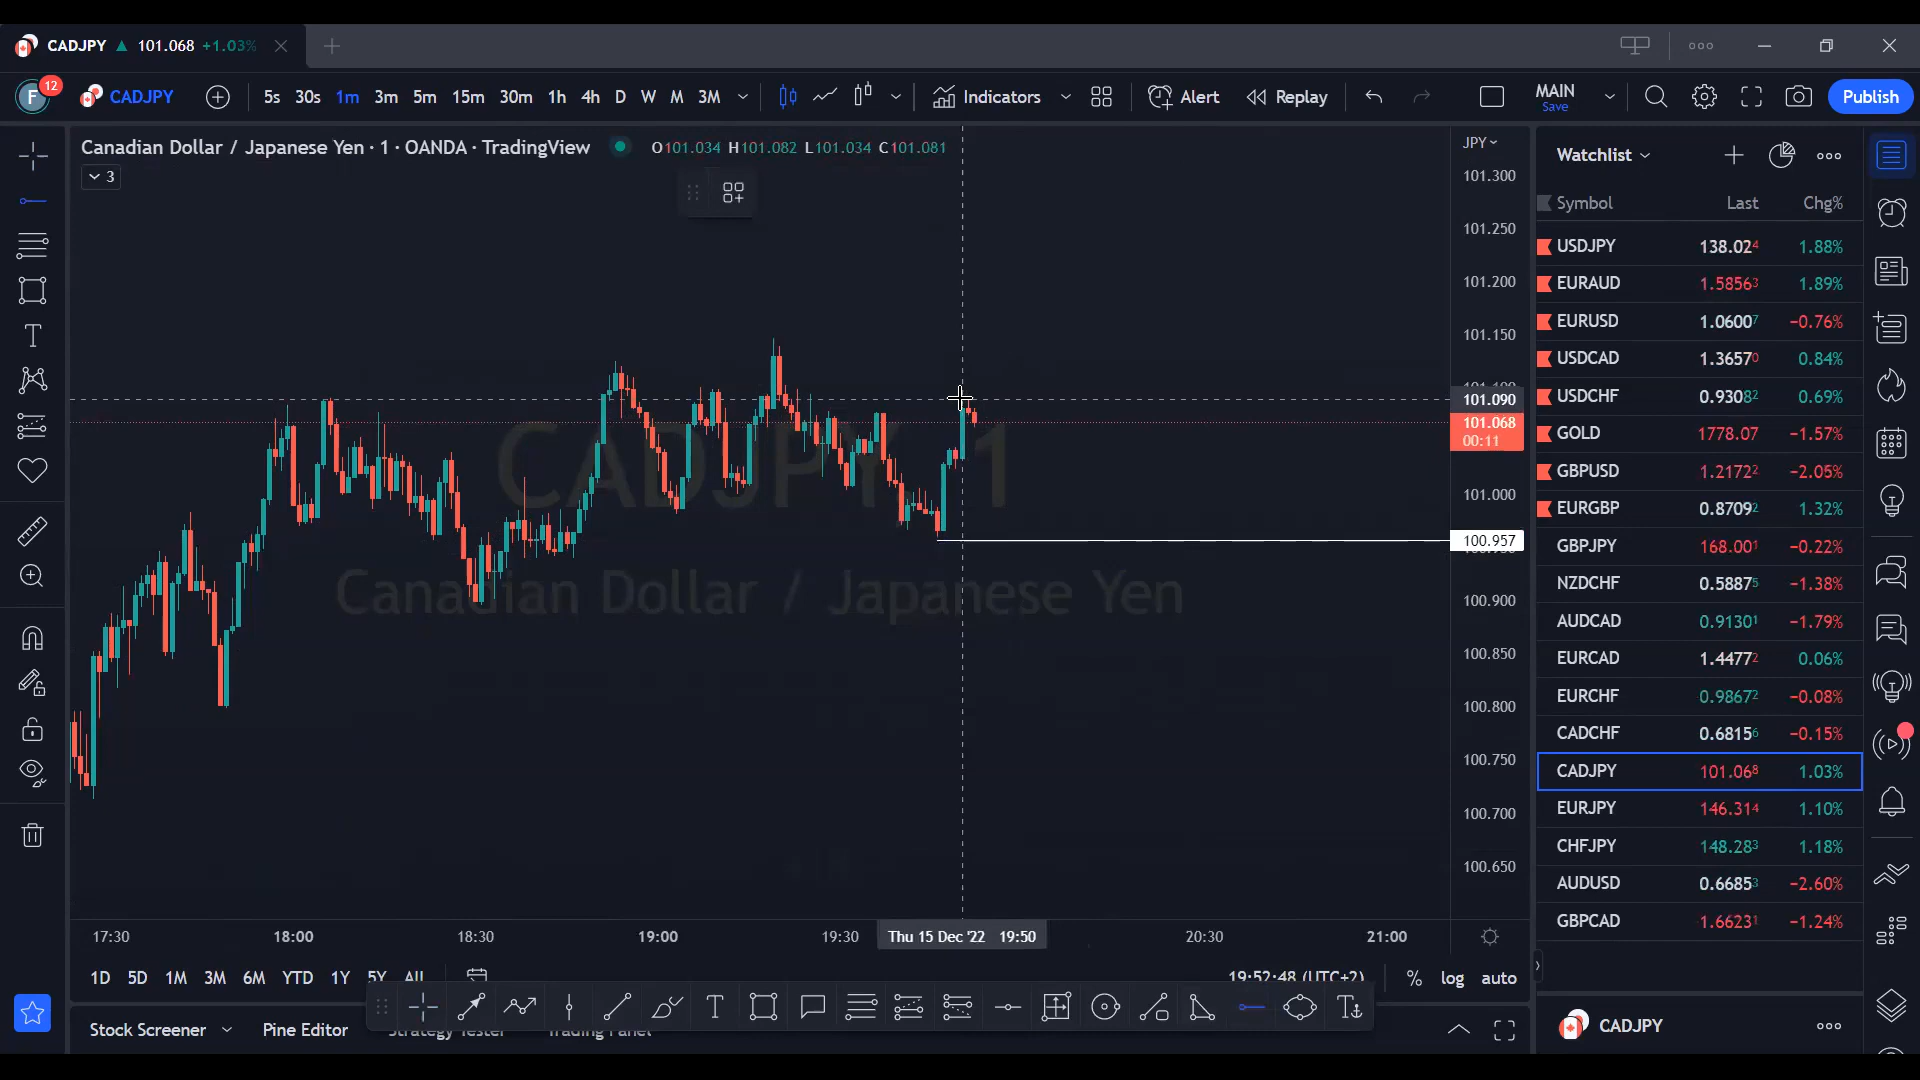 CADJPY ▲ 101.068 +1.03%
F 12 CADJPY 5s 30s 1m 3m 5m 15m 30m 1h 4h D W M 3M Indicators Alert Replay MAIN Save Publish
Canadian Dollar / Japanese Yen · 1 · OANDA · TradingView O101.034 H101.082 L101.034 C101.081
3
JPY
101.300
101.250
101.200
101.150
101.090
101.068
00:11
101.000
100.957
100.900
100.850
100.800
100.750
100.700
100.650
CADJPY, 1
Canadian Dollar / Japanese Yen
17:30 18:00 18:30 19:00 19:30 Thu 15 Dec '22 19:50 20:30 21:00
1D 5D 1M 3M 6M YTD 1Y 5Y All 19:52:48 (UTC+2) % log auto
Stock Screener Pine Editor Strategy Tester Trading Panel
Watchlist
Symbol Last Chg%
USDJPY 138.024 1.88%
EURAUD 1.58563 1.89%
EURUSD 1.06007 −0.76%
USDCAD 1.36570 0.84%
USDCHF 0.93082 0.69%
GOLD 1778.07 −1.57%
GBPUSD 1.21722 −2.05%
EURGBP 0.87092 1.32%
GBPJPY 168.001 −0.22%
NZDCHF 0.58875 −1.38%
AUDCAD 0.91301 −1.79%
EURCAD 1.44772 0.06%
EURCHF 0.98672 −0.08%
CADCHF 0.68156 −0.15%
CADJPY 101.068 1.03%
EURJPY 146.314 1.10%
CHFJPY 148.283 1.18%
AUDUSD 0.66853 −2.60%
GBPCAD 1.66231 −1.24%
CADJPY